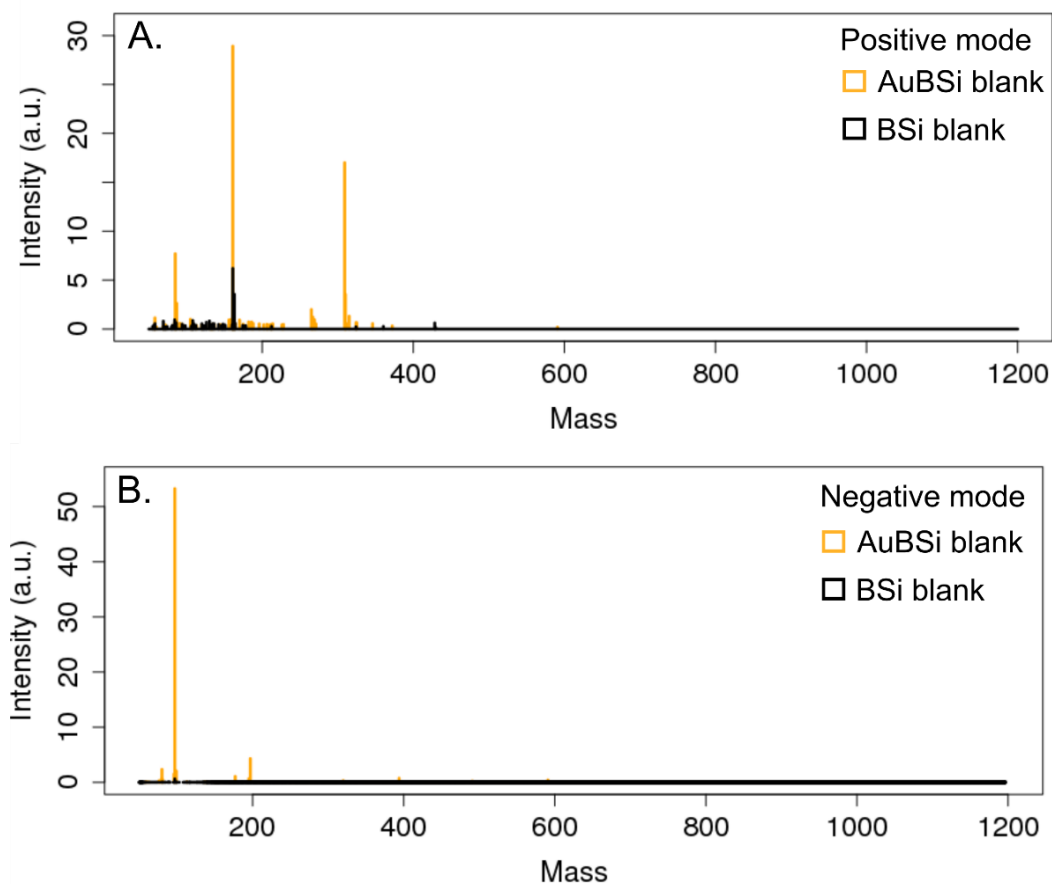 A.
Positive mode
AuBSi blank
BSi blank
Intensity (a.u.)
30
20
10
5
0
200 400 600 800 1000 1200
Mass
B.
Negative mode
AuBSi blank
BSi blank
Intensity (a.u.)
50
40
30
20
10
0
200 400 600 800 1000 1200
Mass